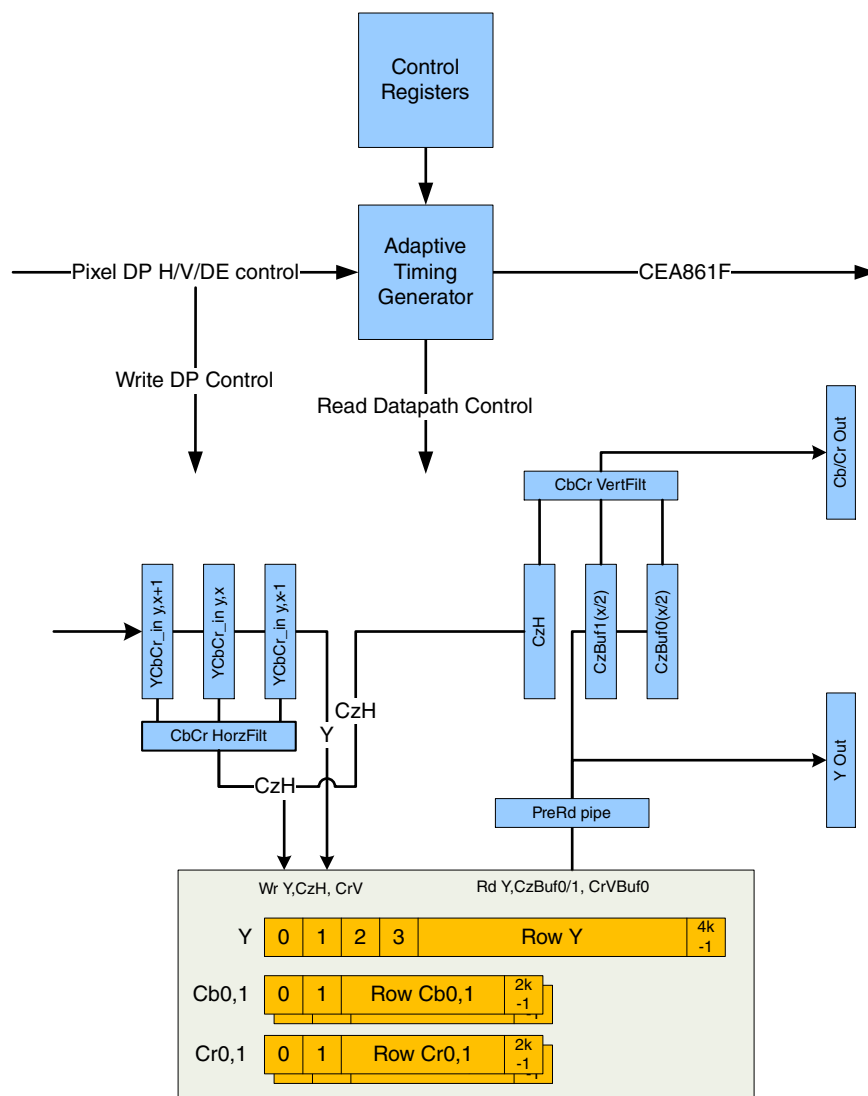 Control
Registers
Adaptive
Timing
Generator
Pixel DP H/V/DE control
CEA861F
Write DP Control
Read Datapath Control
Cb/Cr Out
CbCr VertFilt
YCbCr_in y,x+1
YCbCr_in y,x
YCbCr_in y,x-1
CzH
CzBuf1(x/2)
CzBuf0(x/2)
CzH
Y
CbCr HorzFilt
CzH
Y Out
PreRd pipe
Wr Y,CzH, CrV
Rd Y,CzBuf0/1, CrVBuf0
Y 0 1 2 3 Row Y 4k
-1
Cb0,1 0 1 Row Cb0,1 2k
-1
-1
Cr0,1 0 1 Row Cr0,1 2k
-1